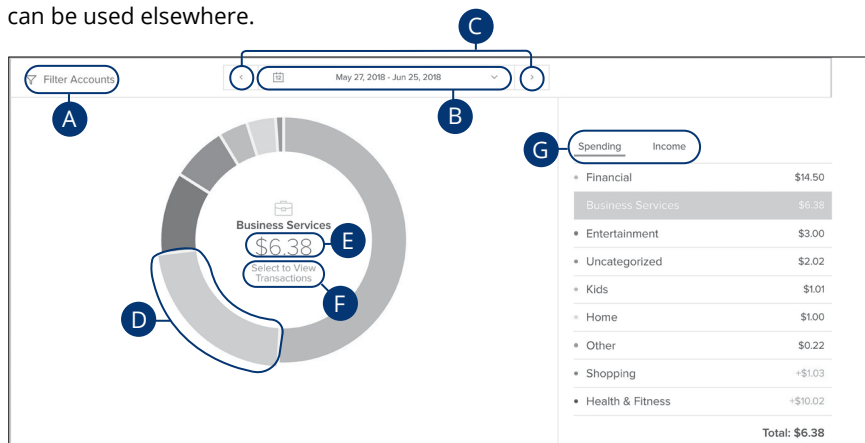 can be used elsewhere.
C
Filter Accounts
< 12 May 27, 2018 - Jun 25, 2018 >
A
B
G
Spending Income
Financial $14.50
Business Services $6.38
Entertainment $3.00
Uncategorized $2.02
Kids $1.01
Home $1.00
Other $0.22
Shopping +$1.03
Health & Fitness +$10.02
Total: $6.38
Business Services
$6.38
E
Select to View
Transactions
F
D